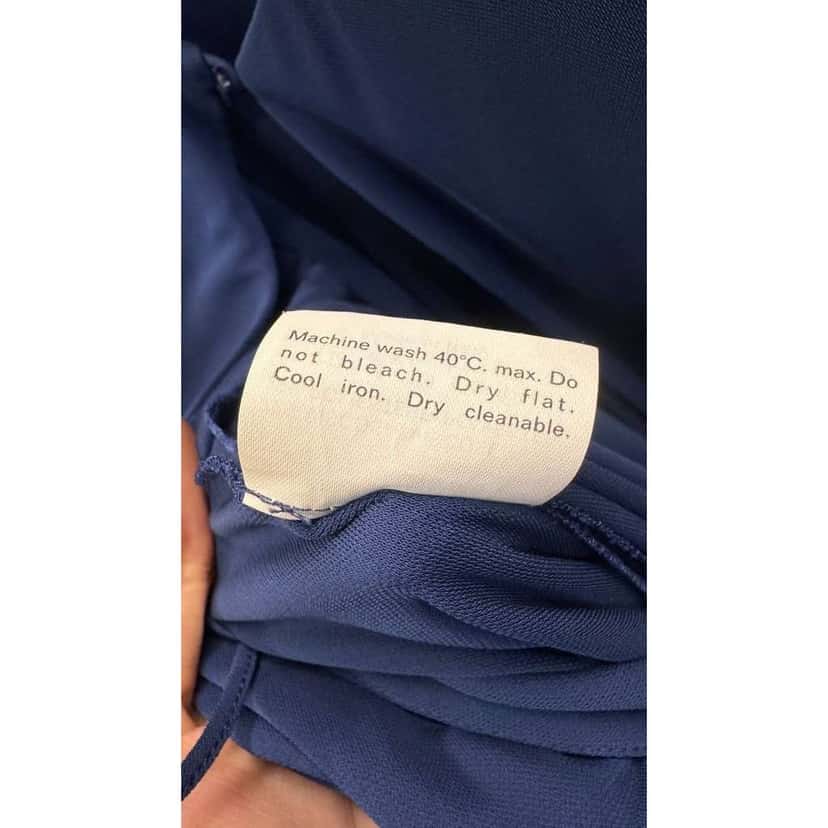 Machine wash 40°C. max. Do
not bleach. Dry flat.
Cool iron. Dry cleanable.